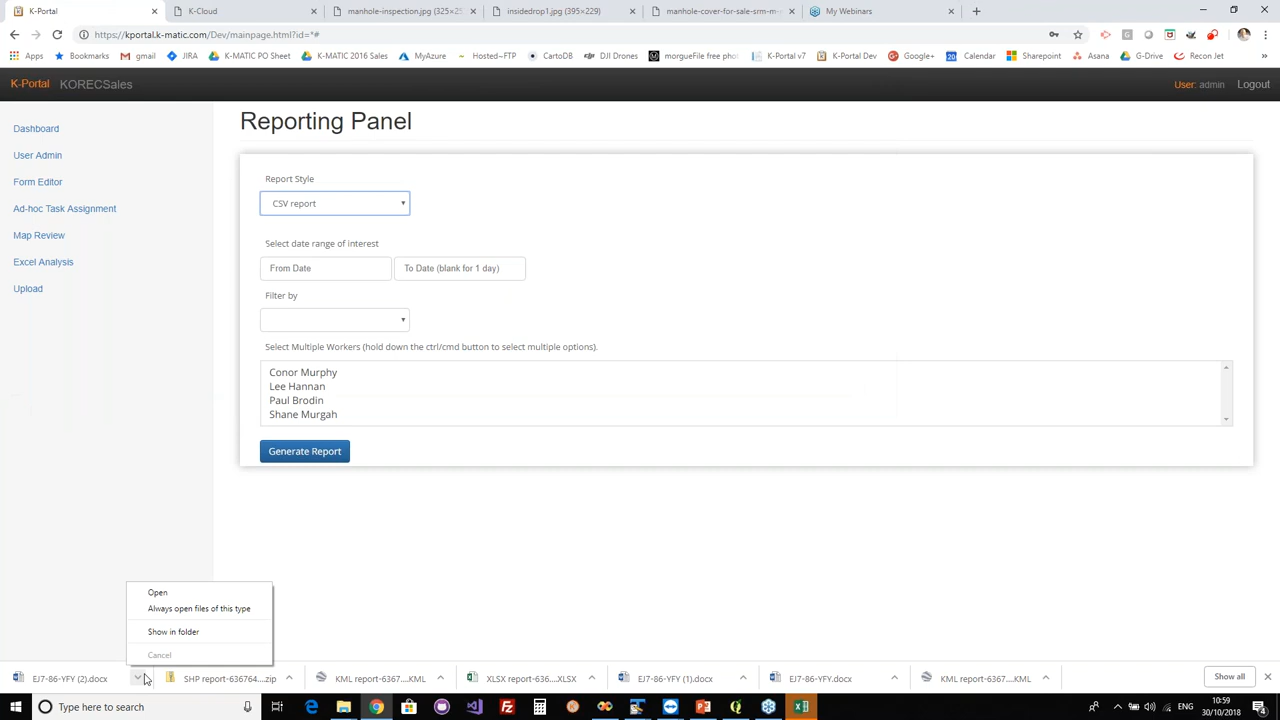 K-Portal
K-Cloud
manhole-inspection.jpg (325×25
insidedrop1.jpg (395×229)
manhole-cover-for-sale-srm-m
My Webinars
https://kportal.k-matic.com/Dev/mainpage.html?id=*#
Apps
Bookmarks
gmail
JIRA
K-MATIC PO Sheet
K-MATIC 2016 Sales
MyAzure
Hosted~FTP
CartoDB
DJI Drones
morgueFile free pho
K-Portal v7
K-Portal Dev
Google+
Calendar
Sharepoint
Asana
G-Drive
Recon Jet
K-Portal KORECSales
User: admin
Logout
Dashboard
User Admin
Form Editor
Ad-hoc Task Assignment
Map Review
Excel Analysis
Upload
Reporting Panel
Report Style
CSV report
Select date range of interest
From Date
To Date (blank for 1 day)
Filter by
Select Multiple Workers (hold down the ctrl/cmd button to select multiple options).
Conor Murphy
Lee Hannan
Paul Brodin
Shane Murgah
Generate Report
Open
Always open files of this type
Show in folder
Cancel
EJ7-86-YFY (2).docx
SHP report-636764....zip
KML report-6367....KML
XLSX report-636....XLSX
EJ7-86-YFY (1).docx
EJ7-86-YFY.docx
KML report-6367....KML
Show all
Type here to search
ENG
10:59
30/10/2018